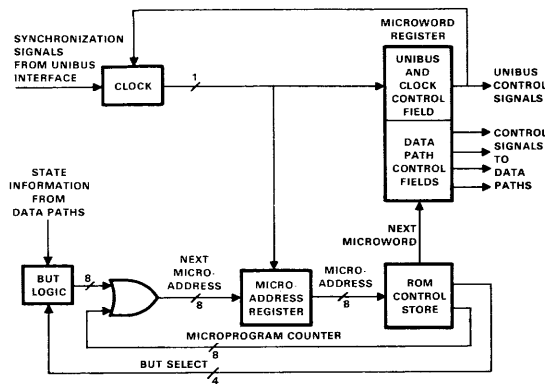 MICROWORD
REGISTER
SYNCHRONIZATION
SIGNALS
FROM UNIBUS
INTERFACE
CLOCK
1
UNIBUS
AND
CLOCK
CONTROL
FIELD
UNIBUS
CONTROL
SIGNALS
DATA
PATH
CONTROL
FIELDS
CONTROL
SIGNALS
TO
DATA
PATHS
STATE
INFORMATION
FROM
DATA PATHS
NEXT
MICROWORD
BUT
LOGIC
8
NEXT
MICRO-
ADDRESS
8
MICRO-
ADDRESS
REGISTER
MICRO-
ADDRESS
8
ROM
CONTROL
STORE
MICROPROGRAM COUNTER
8
BUT SELECT
4